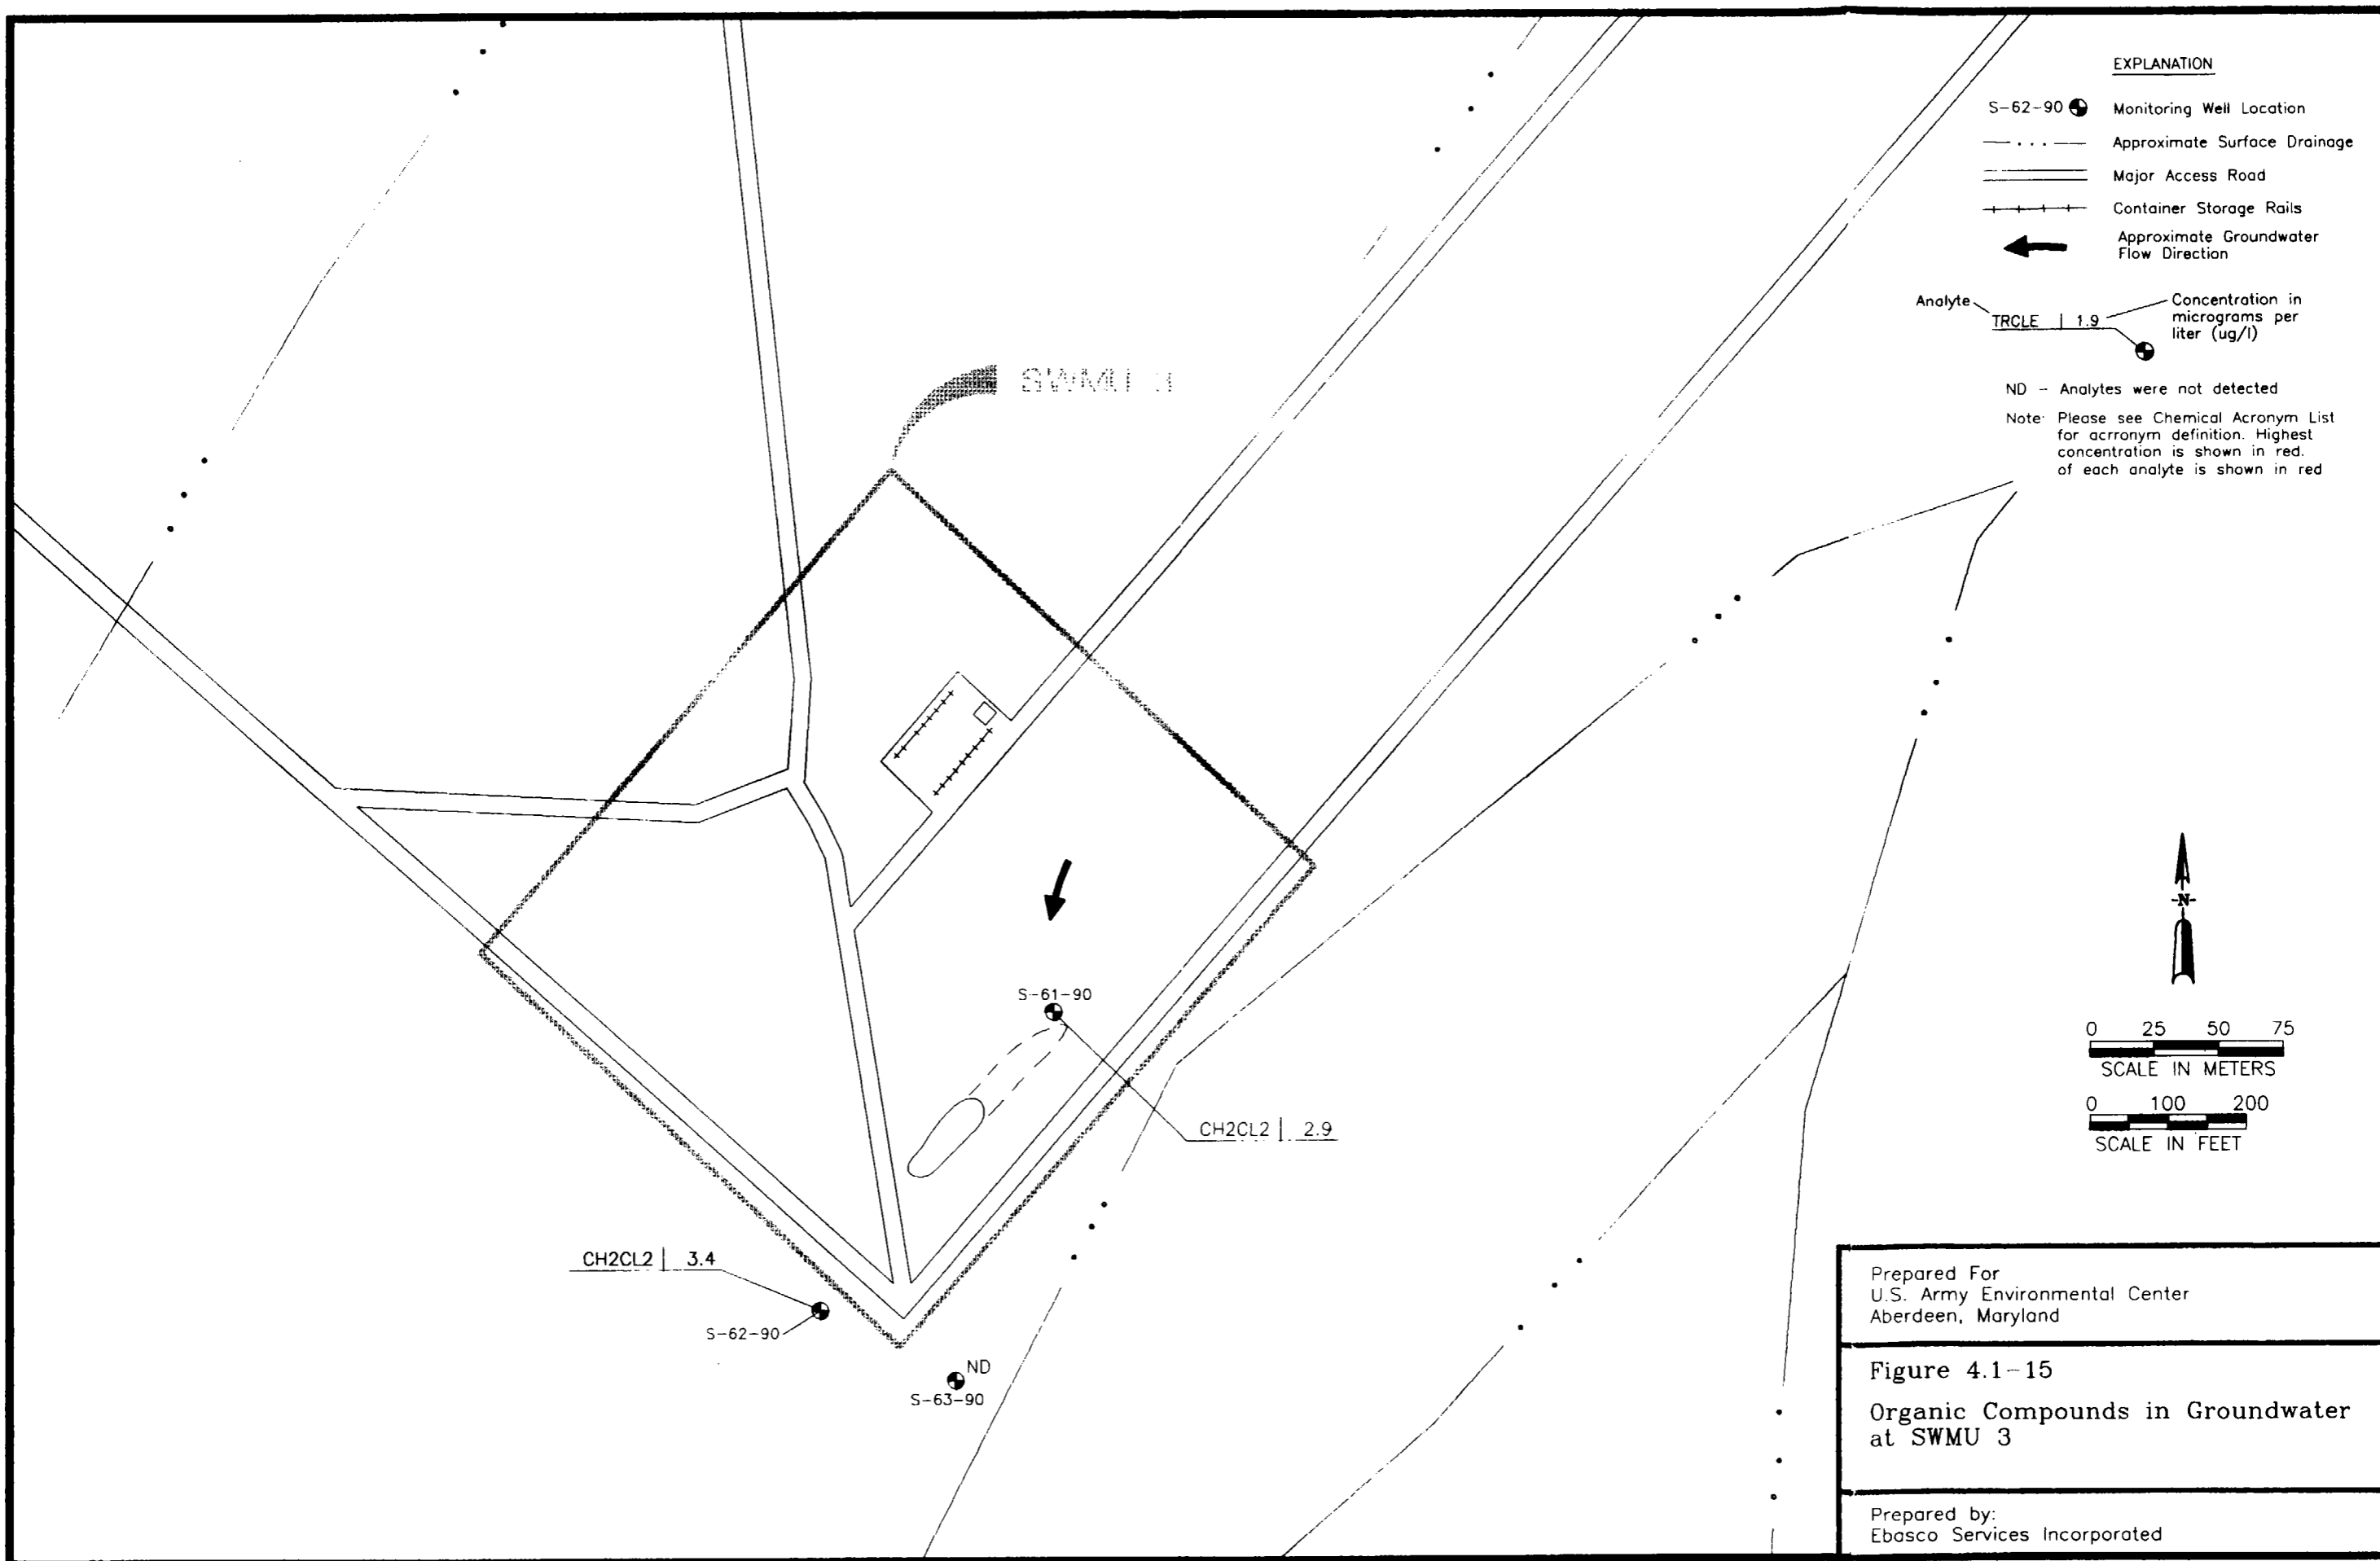 EXPLANATION
S-62-90 Monitoring Well Location
Approximate Surface Drainage
Major Access Road
Container Storage Rails
Approximate Groundwater
Flow Direction
Analyte
TRCLE | 1.9
Concentration in
micrograms per
liter (ug/l)
ND - Analytes were not detected
Note: Please see Chemical Acronym List
for acrronym definition. Highest
concentration is shown in red.
of each analyte is shown in red
SWMU 3
S-61-90
CH2CL2 | 2.9
CH2CL2 | 3.4
S-62-90
ND
S-63-90
-N-
0 25 50 75
SCALE IN METERS
0 100 200
SCALE IN FEET
Prepared For
U.S. Army Environmental Center
Aberdeen, Maryland
Figure 4.1-15
Organic Compounds in Groundwater
at SWMU 3
Prepared by:
Ebasco Services Incorporated